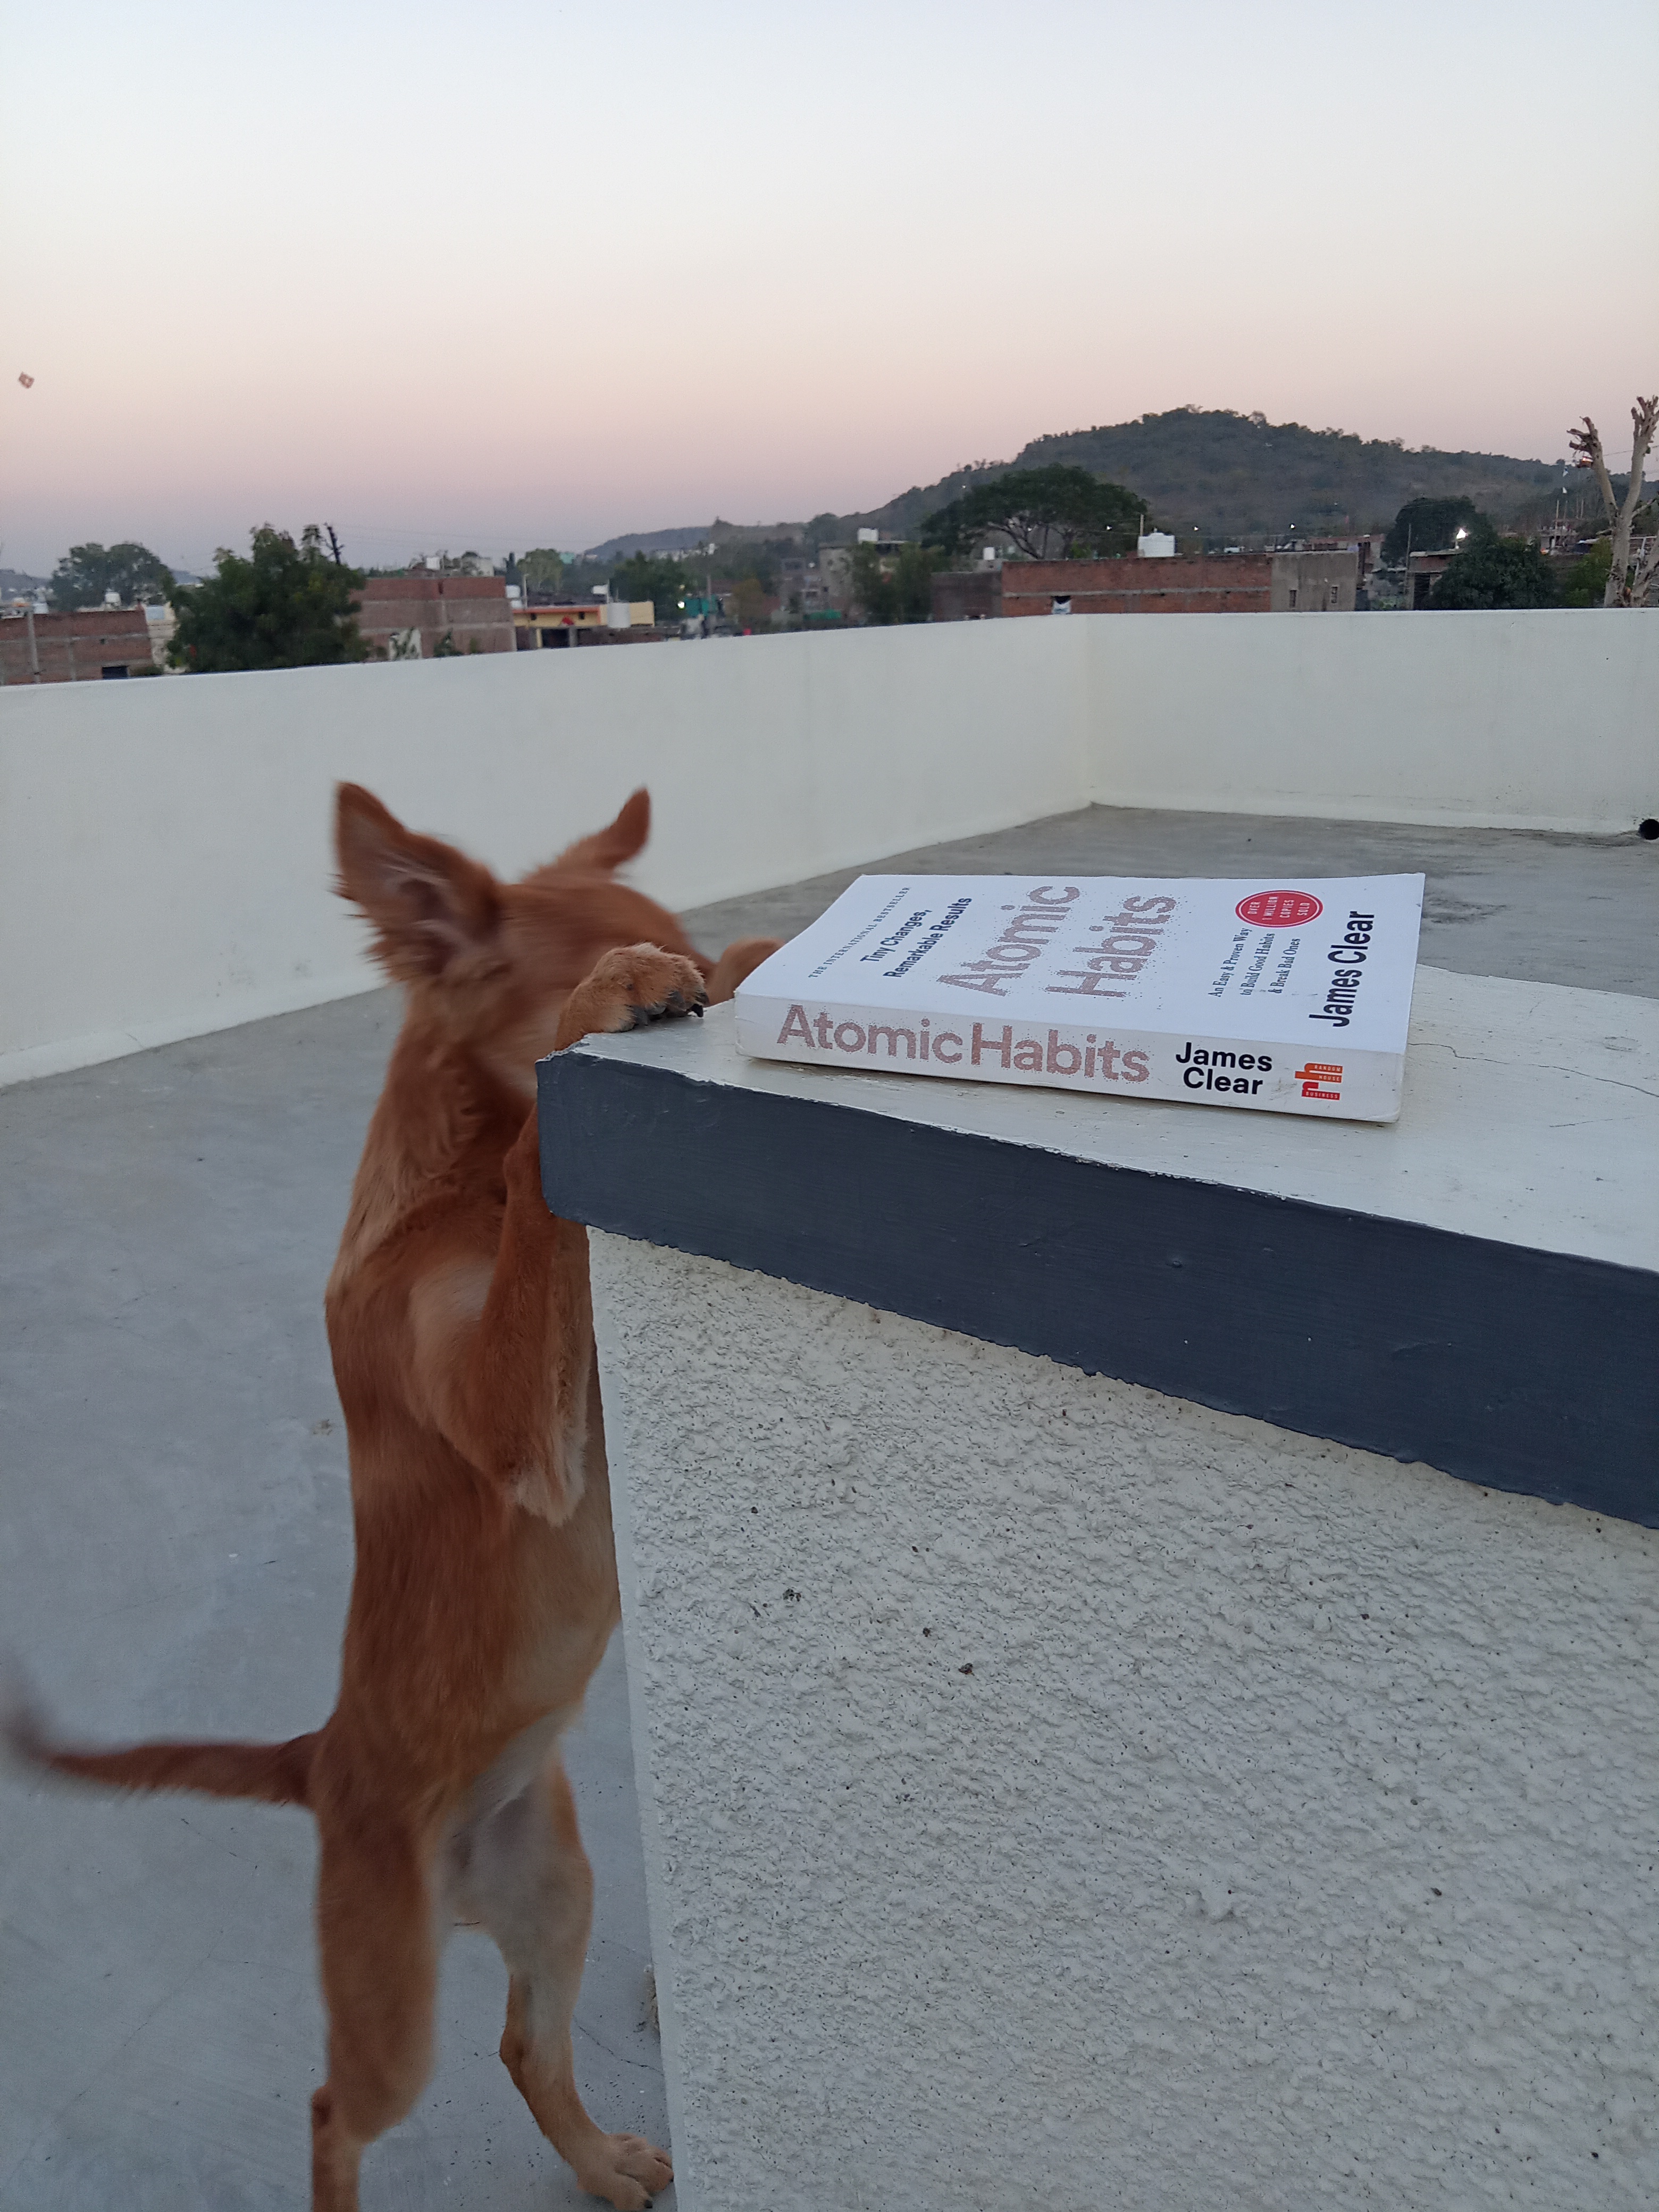 THE INTERNATIONAL BESTSELLER
Tiny Changes,
Remarkable Results
Atomic
Habits
An Easy & Proven Way
to Build Good Habits
& Break Bad Ones
OVER
1 MILLION
COPIES
SOLD
James Clear
Atomic Habits
James
Clear
RANDOM
HOUSE
BUSINESS